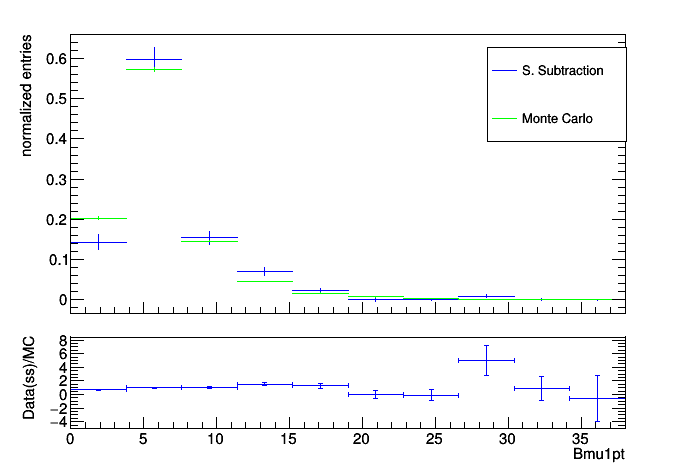 normalized entries
0.6
0.5
0.4
0.3
0.2
0.1
0
S. Subtraction
Monte Carlo
Data(ss)/MC
8
6
4
2
0
−2
−4
0 5 10 15 20 25 30 35
Bmu1pt